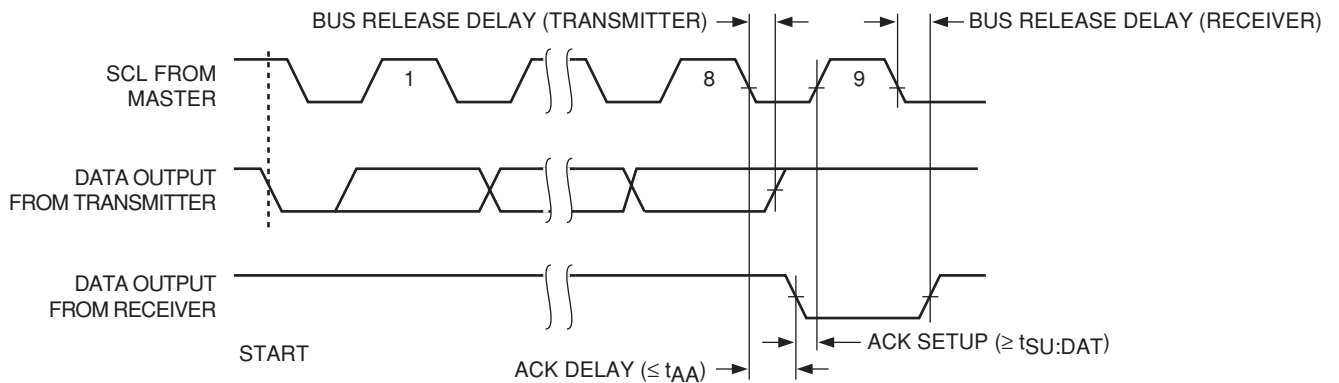 BUS RELEASE DELAY (TRANSMITTER)
BUS RELEASE DELAY (RECEIVER)
SCL FROM
MASTER
1
8
9
DATA OUTPUT
FROM TRANSMITTER
DATA OUTPUT
FROM RECEIVER
START
ACK SETUP (≥ tSU:DAT)
ACK DELAY (≤ tAA)